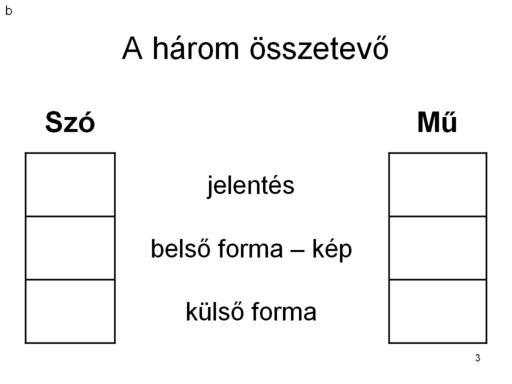 b
A három összetevő
Szó
Mű
jelentés
belső forma – kép
külső forma
3